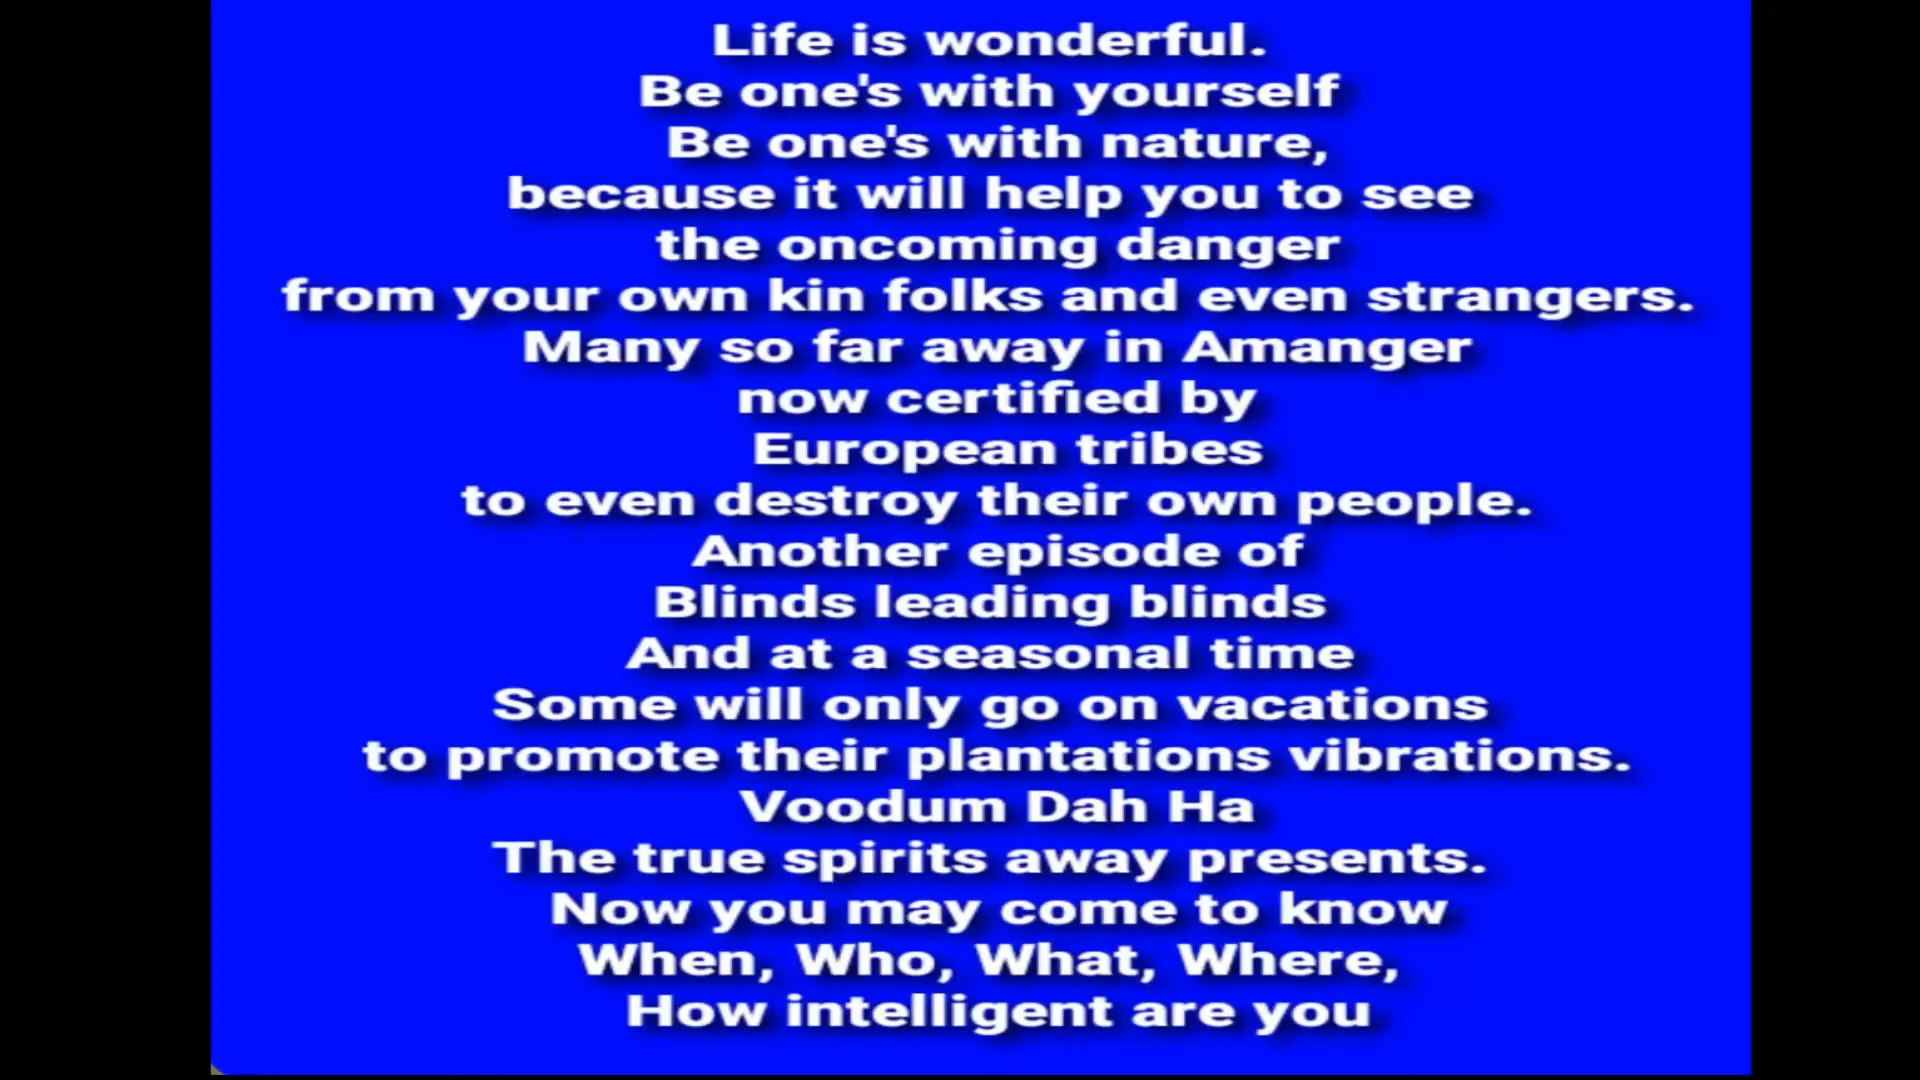 Life is wonderful.
Be one's with yourself
Be one's with nature,
because it will help you to see
the oncoming danger
from your own kin folks and even strangers.
Many so far away in Amanger
now certified by
European tribes
to even destroy their own people.
Another episode of
Blinds leading blinds
And at a seasonal time
Some will only go on vacations
to promote their plantations vibrations.
Voodum Dah Ha
The true spirits away presents.
Now you may come to know
When, Who, What, Where,
How intelligent are you